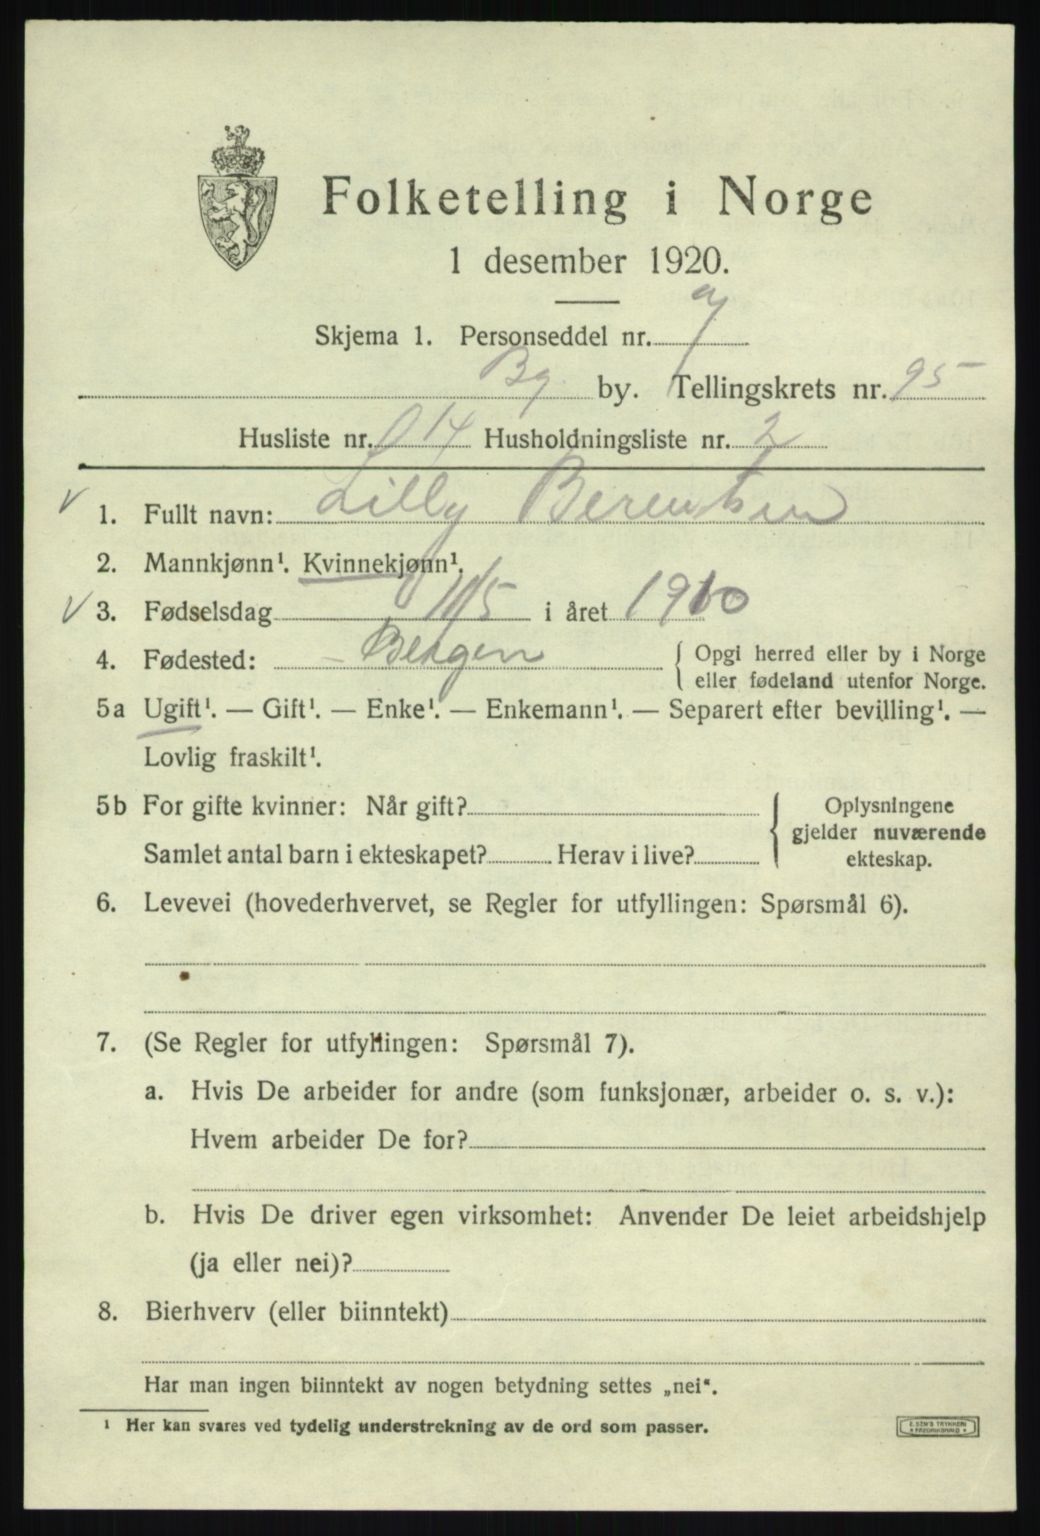 Folketelling i Norge
1 desember 1920.
Skjema 1. Personseddel nr. 9
Bg. by. Tellingskrets nr. 95
Husliste nr. 014 Husholdningsliste nr. 2
1. Fullt navn: Lilly Berentsen
2. Mannkjønn¹. Kvinnekjønn¹.
3. Fødselsdag 11/5 i året 1910
4. Fødested: Bergen { Opgi herred eller by i Norge
eller fødeland utenfor Norge.
5a Ugift¹. — Gift¹. — Enke¹. — Enkemann¹. — Separert efter bevilling¹. —
Lovlig fraskilt¹.
5b For gifte kvinner: Når gift? { Oplysningene
gjelder nuværende
Samlet antal barn i ekteskapet? Herav i live? ekteskap.
6. Levevei (hovederhvervet, se Regler for utfyllingen: Spørsmål 6).
7. (Se Regler for utfyllingen: Spørsmål 7).
a. Hvis De arbeider for andre (som funksjonær, arbeider o. s. v.):
Hvem arbeider De for?
b. Hvis De driver egen virksomhet: Anvender De leiet arbeidshjelp
(ja eller nei)?
8. Bierhverv (eller biinntekt)
Har man ingen biinntekt av nogen betydning settes „nei“.
¹ Her kan svares ved tydelig understrekning av de ord som passer.
E. SEM'S TRYKKERI
FREDRIKSHALD